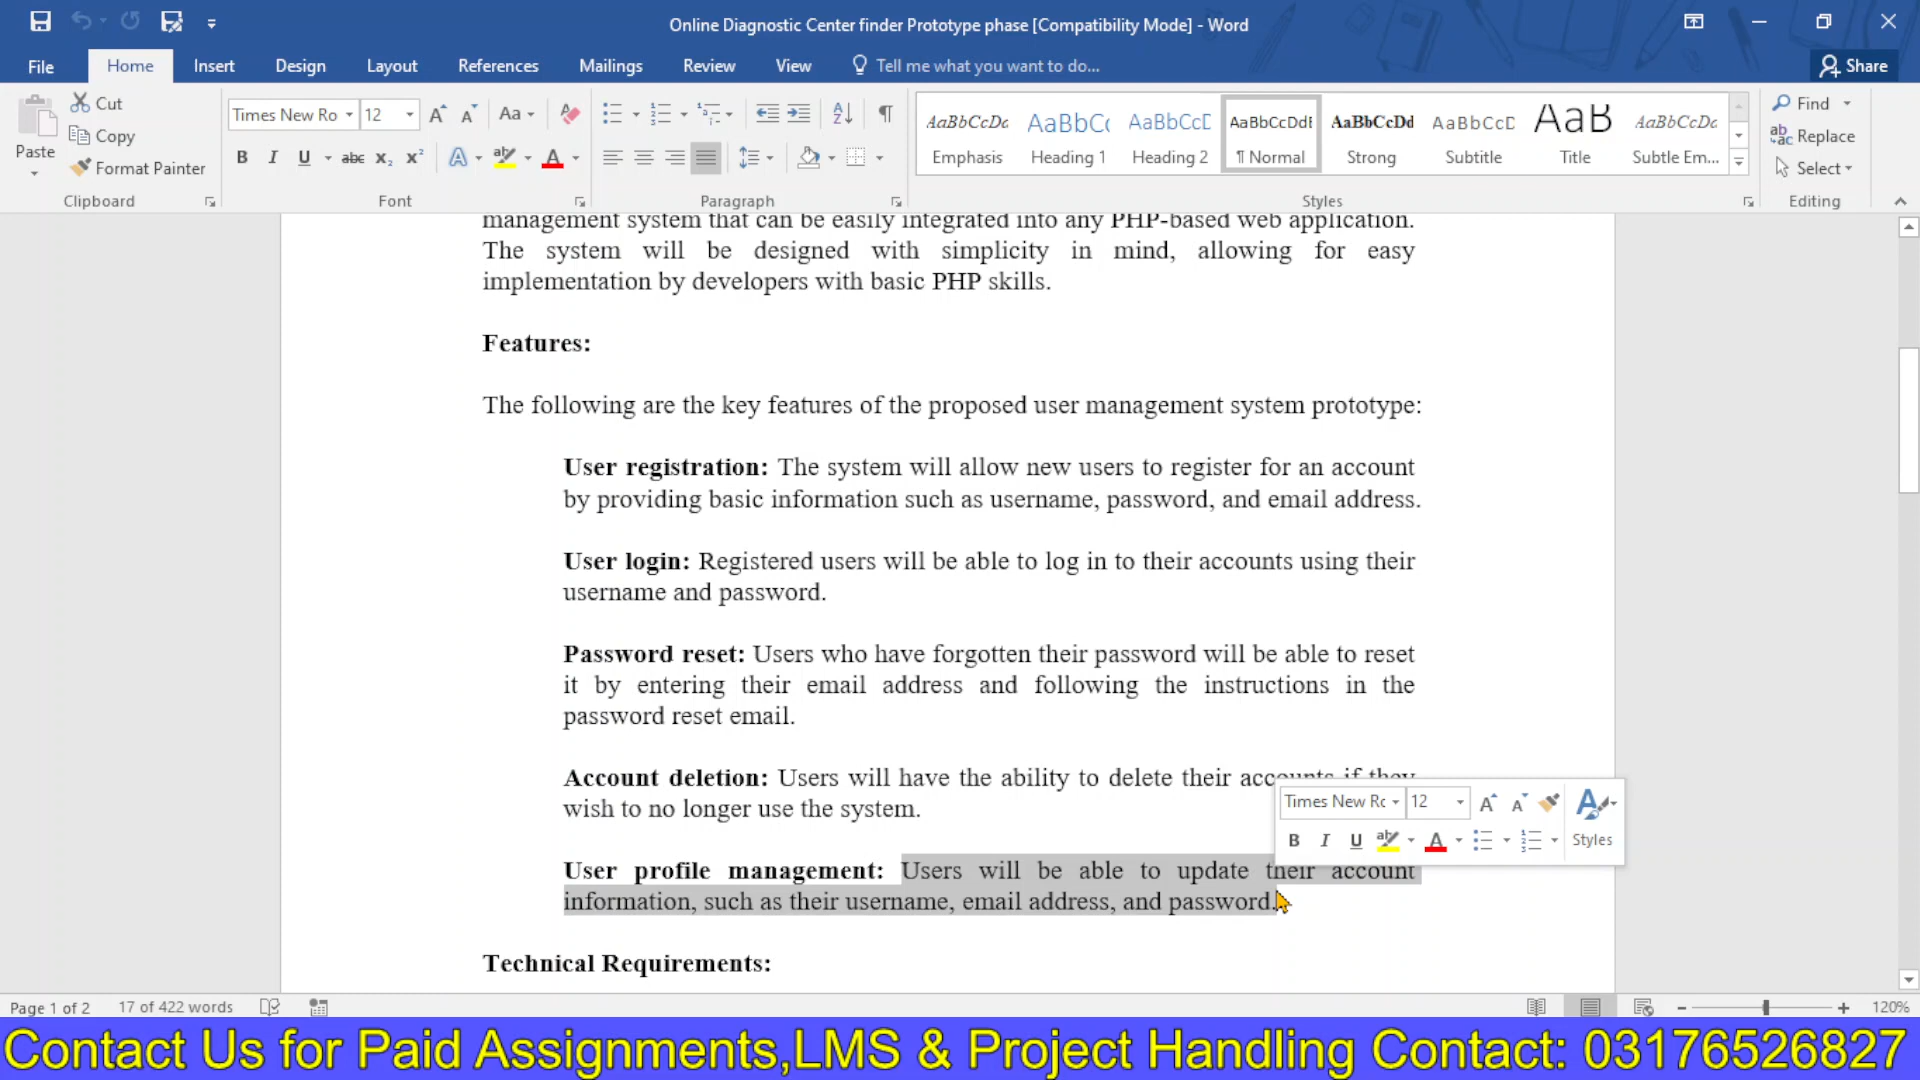 Online Diagnostic Center finder Prototype phase [Compatibility Mode] - Word
File Home Insert Design Layout References Mailings Review View Tell me what you want to do... Share
Paste Cut Copy Format Painter Clipboard
Times New Ro 12 Aa
B I U abc X₂ X² A ab A
Font
Paragraph
AaBbCcDc AaBbC( AaBbCcD AaBbCcDdE AaBbCcDd AaBbCcD AaB AaBbCcDc
Emphasis Heading 1 Heading 2 ¶ Normal Strong Subtitle Title Subtle Em...
Styles
Find
Replace
Select
Editing
management system that can be easily integrated into any PHP-based web application.
The system will be designed with simplicity in mind, allowing for easy
implementation by developers with basic PHP skills.
Features:
The following are the key features of the proposed user management system prototype:
User registration: The system will allow new users to register for an account
by providing basic information such as username, password, and email address.
User login: Registered users will be able to log in to their accounts using their
username and password.
Password reset: Users who have forgotten their password will be able to reset
it by entering their email address and following the instructions in the
password reset email.
Account deletion: Users will have the ability to delete their accounts if they
wish to no longer use the system.
Times New Rc 12
B I U ab A Styles
User profile management: Users will be able to update their account
information, such as their username, email address, and password.
Technical Requirements:
Page 1 of 2 17 of 422 words 120%
Contact Us for Paid Assignments,LMS & Project Handling Contact: 03176526827